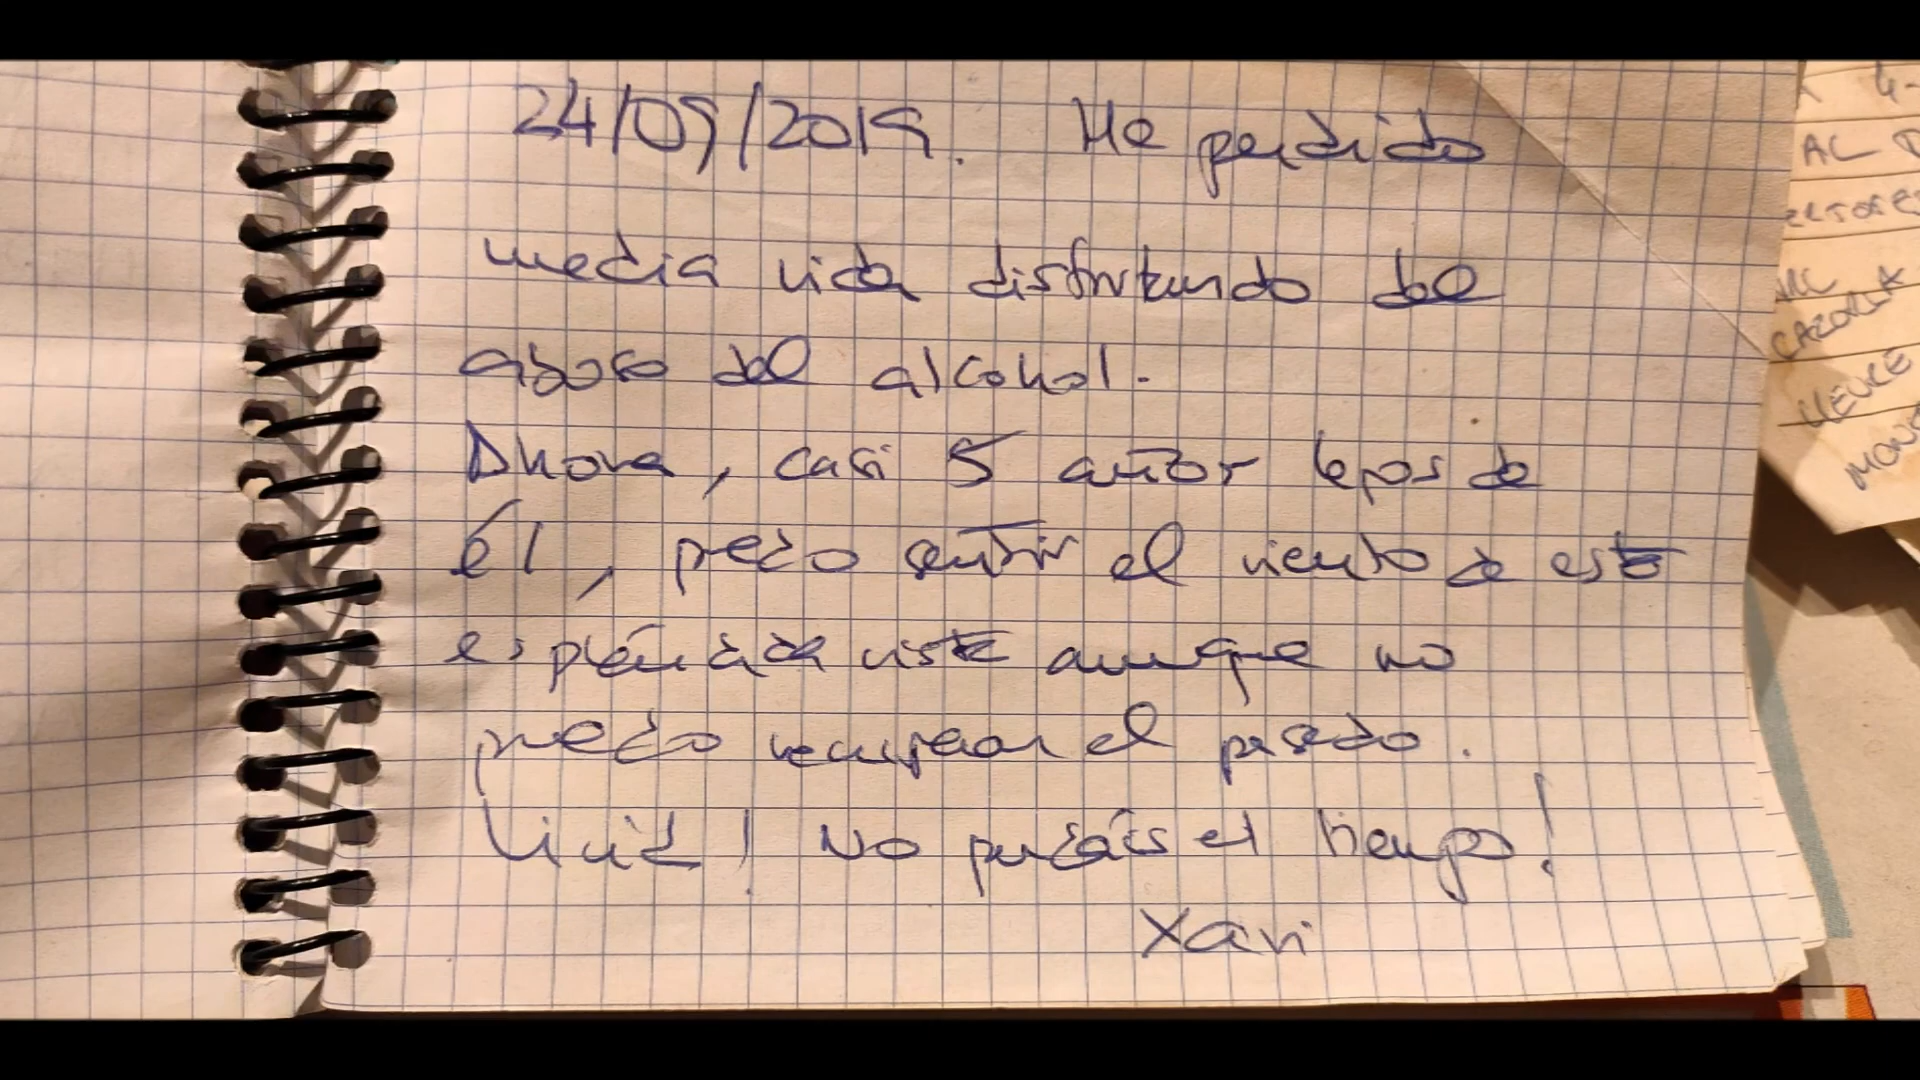 24/09/2019. He perdido
media vida disfrutando del
abuso del alcohol.
Ahora, casi 5 años lejos de
él, puedo sentir el viento de esta
espléndida vista aunque no
puedo recuperar el pasado.
Vivid! No perdáis el tiempo!
Xavi
AL
CAZORLA